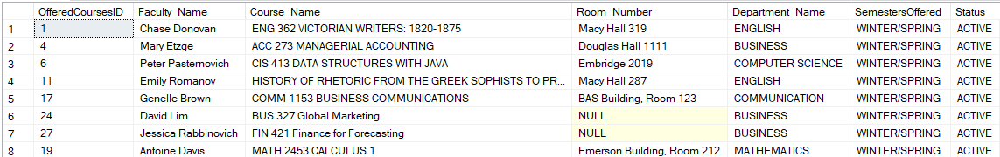 OfferedCoursesID Faculty_Name Course_Name Room_Number Department_Name SemestersOffered Status
1 1 Chase Donovan ENG 362 VICTORIAN WRITERS: 1820-1875 Macy Hall 319 ENGLISH WINTER/SPRING ACTIVE
2 4 Mary Etzge ACC 273 MANAGERIAL ACCOUNTING Douglas Hall 1111 BUSINESS WINTER/SPRING ACTIVE
3 6 Peter Pasternovich CIS 413 DATA STRUCTURES WITH JAVA Embridge 2019 COMPUTER SCIENCE WINTER/SPRING ACTIVE
4 11 Emily Romanov HISTORY OF RHETORIC FROM THE GREEK SOPHISTS TO PR... Macy Hall 287 ENGLISH WINTER/SPRING ACTIVE
5 17 Genelle Brown COMM 1153 BUSINESS COMMUNICATIONS BAS Building, Room 123 COMMUNICATION WINTER/SPRING ACTIVE
6 24 David Lim BUS 327 Global Marketing NULL BUSINESS WINTER/SPRING ACTIVE
7 27 Jessica Rabbinovich FIN 421 Finance for Forecasting NULL BUSINESS WINTER/SPRING ACTIVE
8 19 Antoine Davis MATH 2453 CALCULUS 1 Emerson Building, Room 212 MATHEMATICS WINTER/SPRING ACTIVE